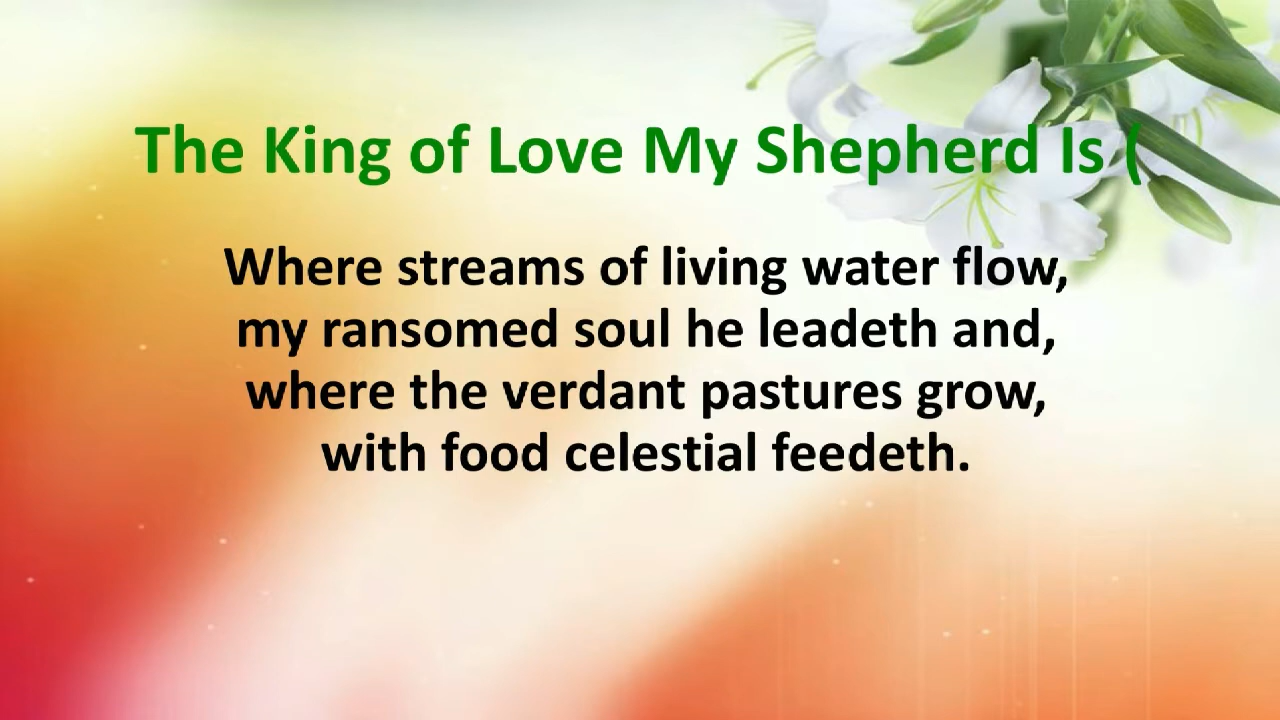 The King of Love My Shepherd Is (
Where streams of living water flow,
my ransomed soul he leadeth and,
where the verdant pastures grow,
with food celestial feedeth.